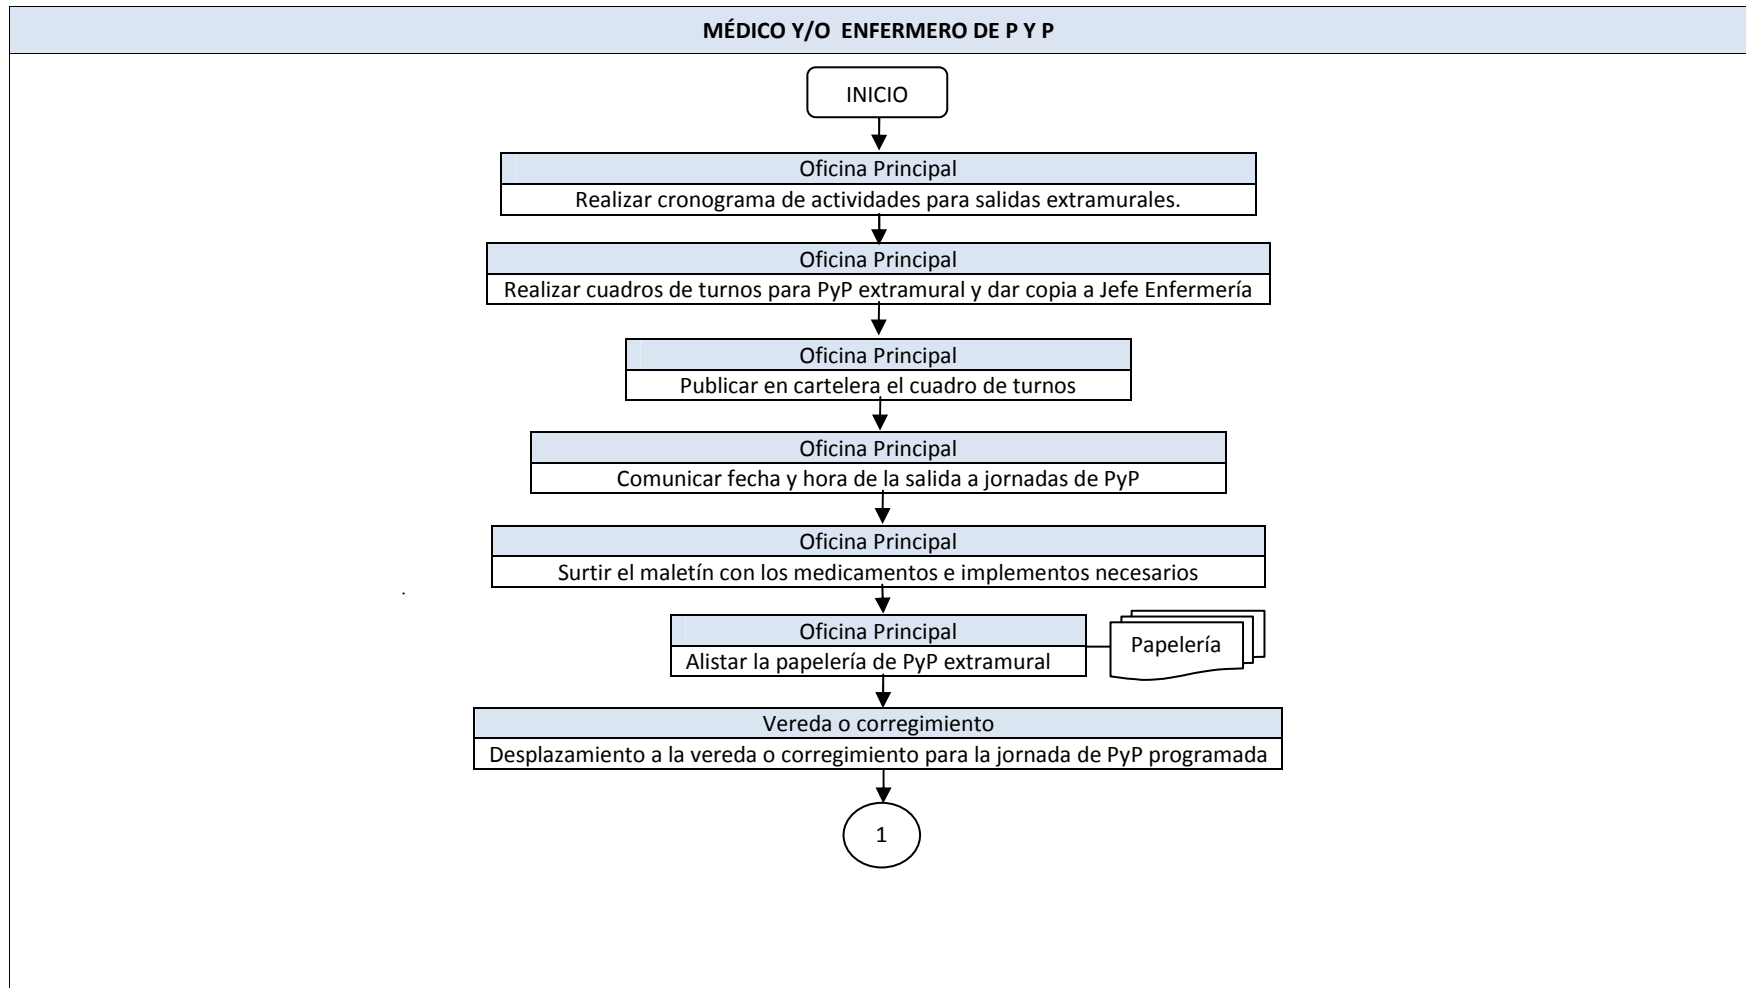 MÉDICO Y/O  ENFERMERO DE P Y P
INICIO
Oficina Principal
Realizar cronograma de actividades para salidas extramurales.
Oficina Principal
Realizar cuadros de turnos para PyP extramural y dar copia a Jefe Enfermería
Oficina Principal
Publicar en cartelera el cuadro de turnos
Oficina Principal
Comunicar fecha y hora de la salida a jornadas de PyP
Oficina Principal
Surtir el maletín con los medicamentos e implementos necesarios
Oficina Principal
Alistar la papelería de PyP extramural
Papelería
Vereda o corregimiento
Desplazamiento a la vereda o corregimiento para la jornada de PyP programada
1